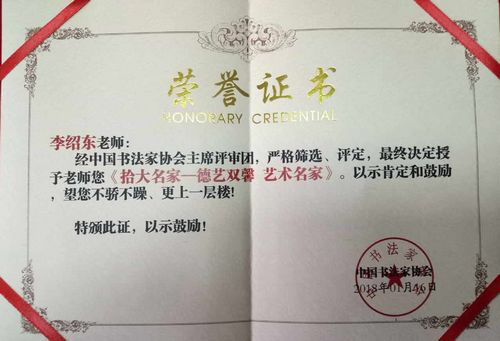 荣誉证书
HONORARY CREDENTIAL
李绍东老师:
经中国书法家协会主席评审团,严格筛选、评定,最终决定授
予老师您《拾大名家—德艺双馨 艺术名家》。以示肯定和鼓励
,望您不骄不躁、更上一层楼!
特颁此证,以示鼓励!
中国书法家协会
2018年01月16日